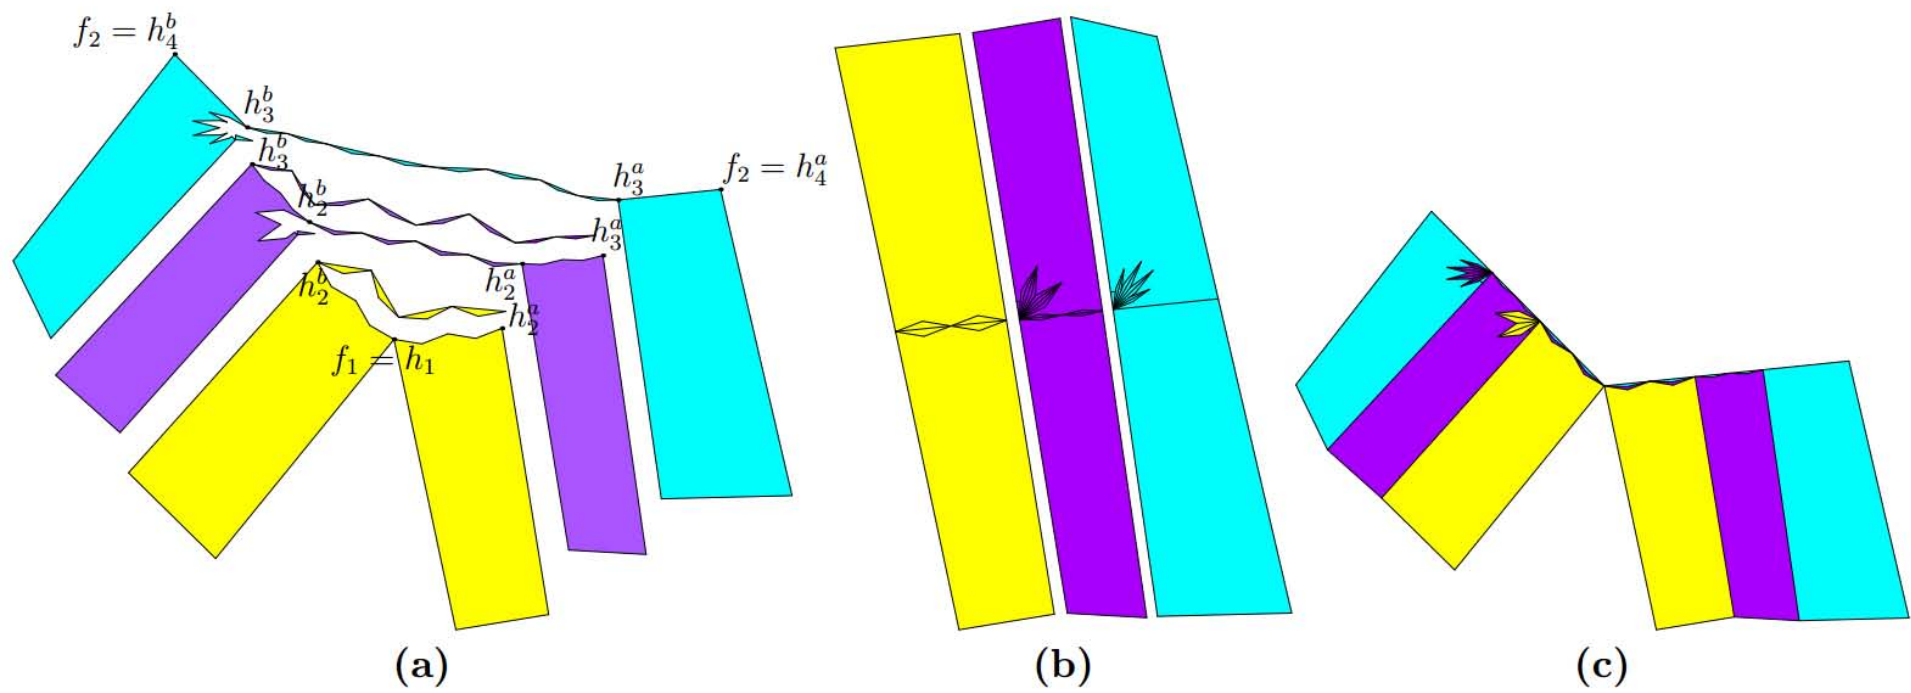 f₂ = h₄ᵇ
h₃ᵇ
h₃ᵇ
h₃ᵃ
f₂ = h₄ᵃ
h₂ᵇ
h₃ᵃ
h₂ᵇ
h₂ᵃ
h₂ᵃ
f₁ = h₁
(a)
(b)
(c)